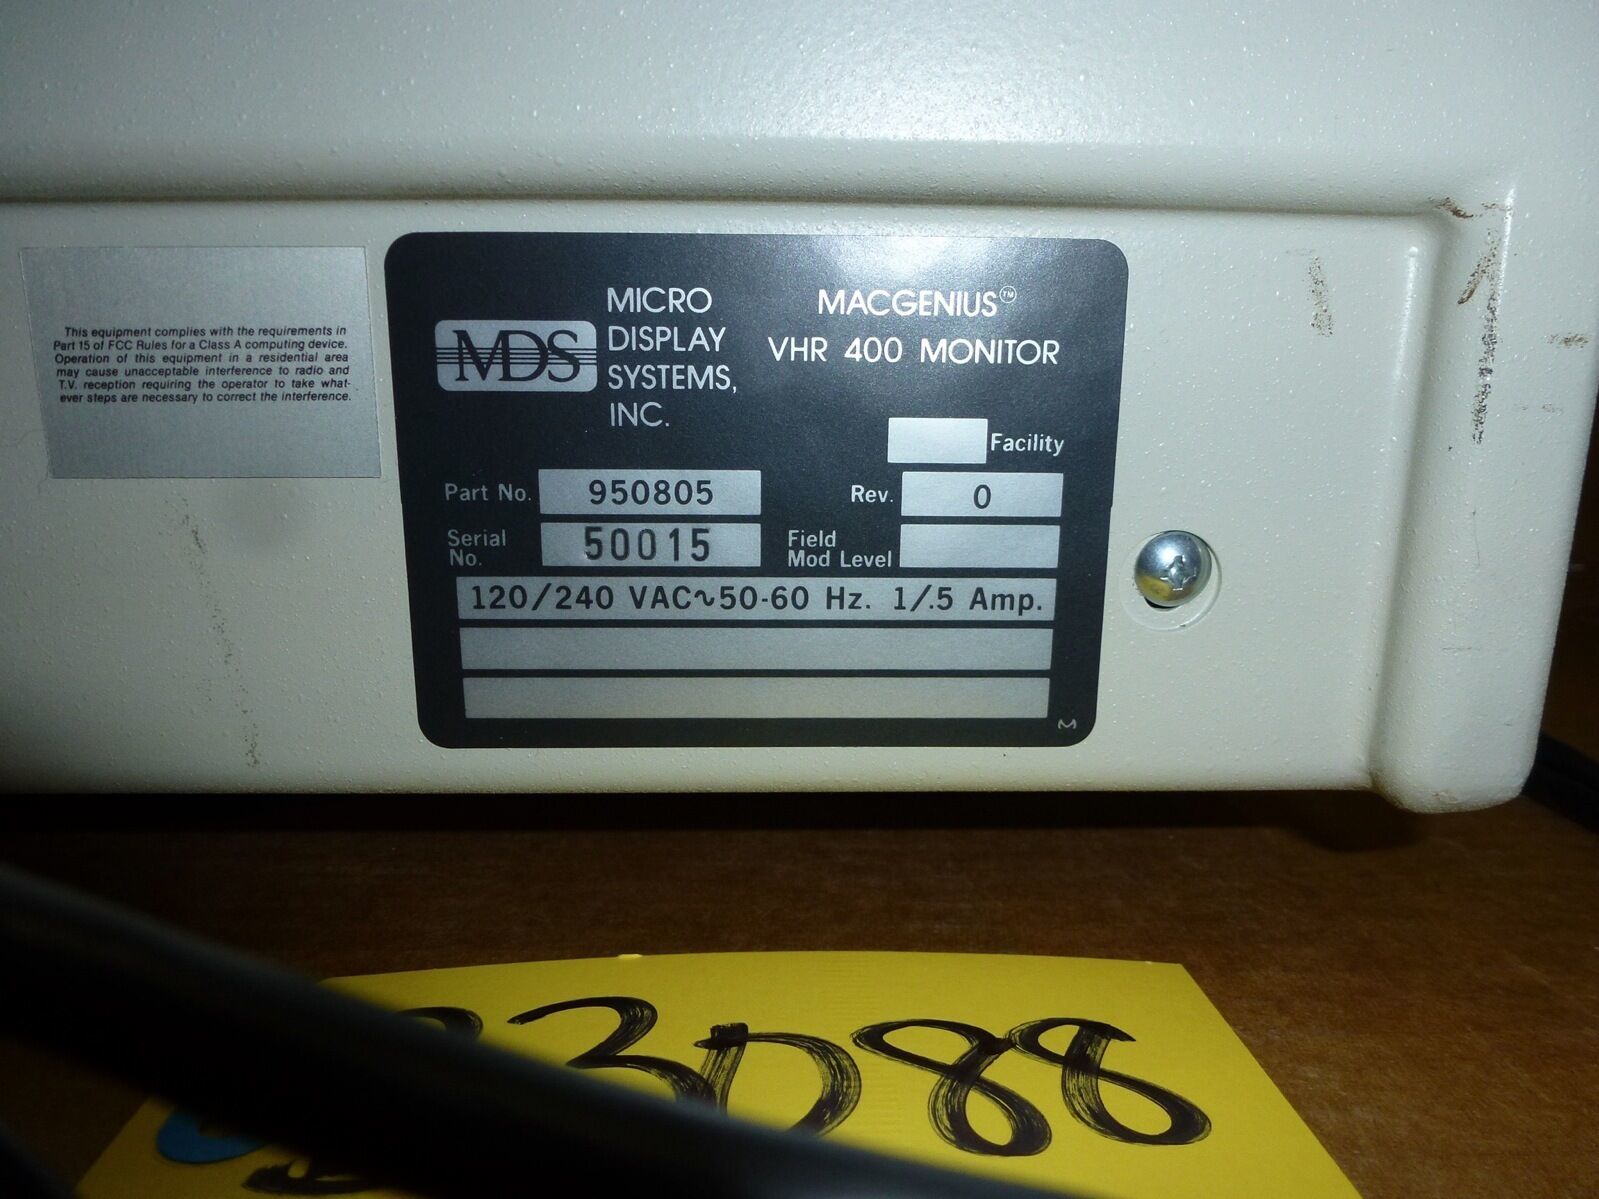 This equipment complies with the requirements in
Part 15 of FCC Rules for a Class A computing device.
Operation of this equipment in a residential area
may cause unacceptable interference to radio and
T.V. reception requiring the operator to take what-
ever steps are necessary to correct the interference.
MDS
MICRO
DISPLAY
SYSTEMS,
INC.
MACGENIUS™
VHR 400 MONITOR
Facility
Part No. 950805
Rev. 0
Serial
No. 50015
Field
Mod Level
120/240 VAC~50-60 Hz. 1/.5 Amp.
M